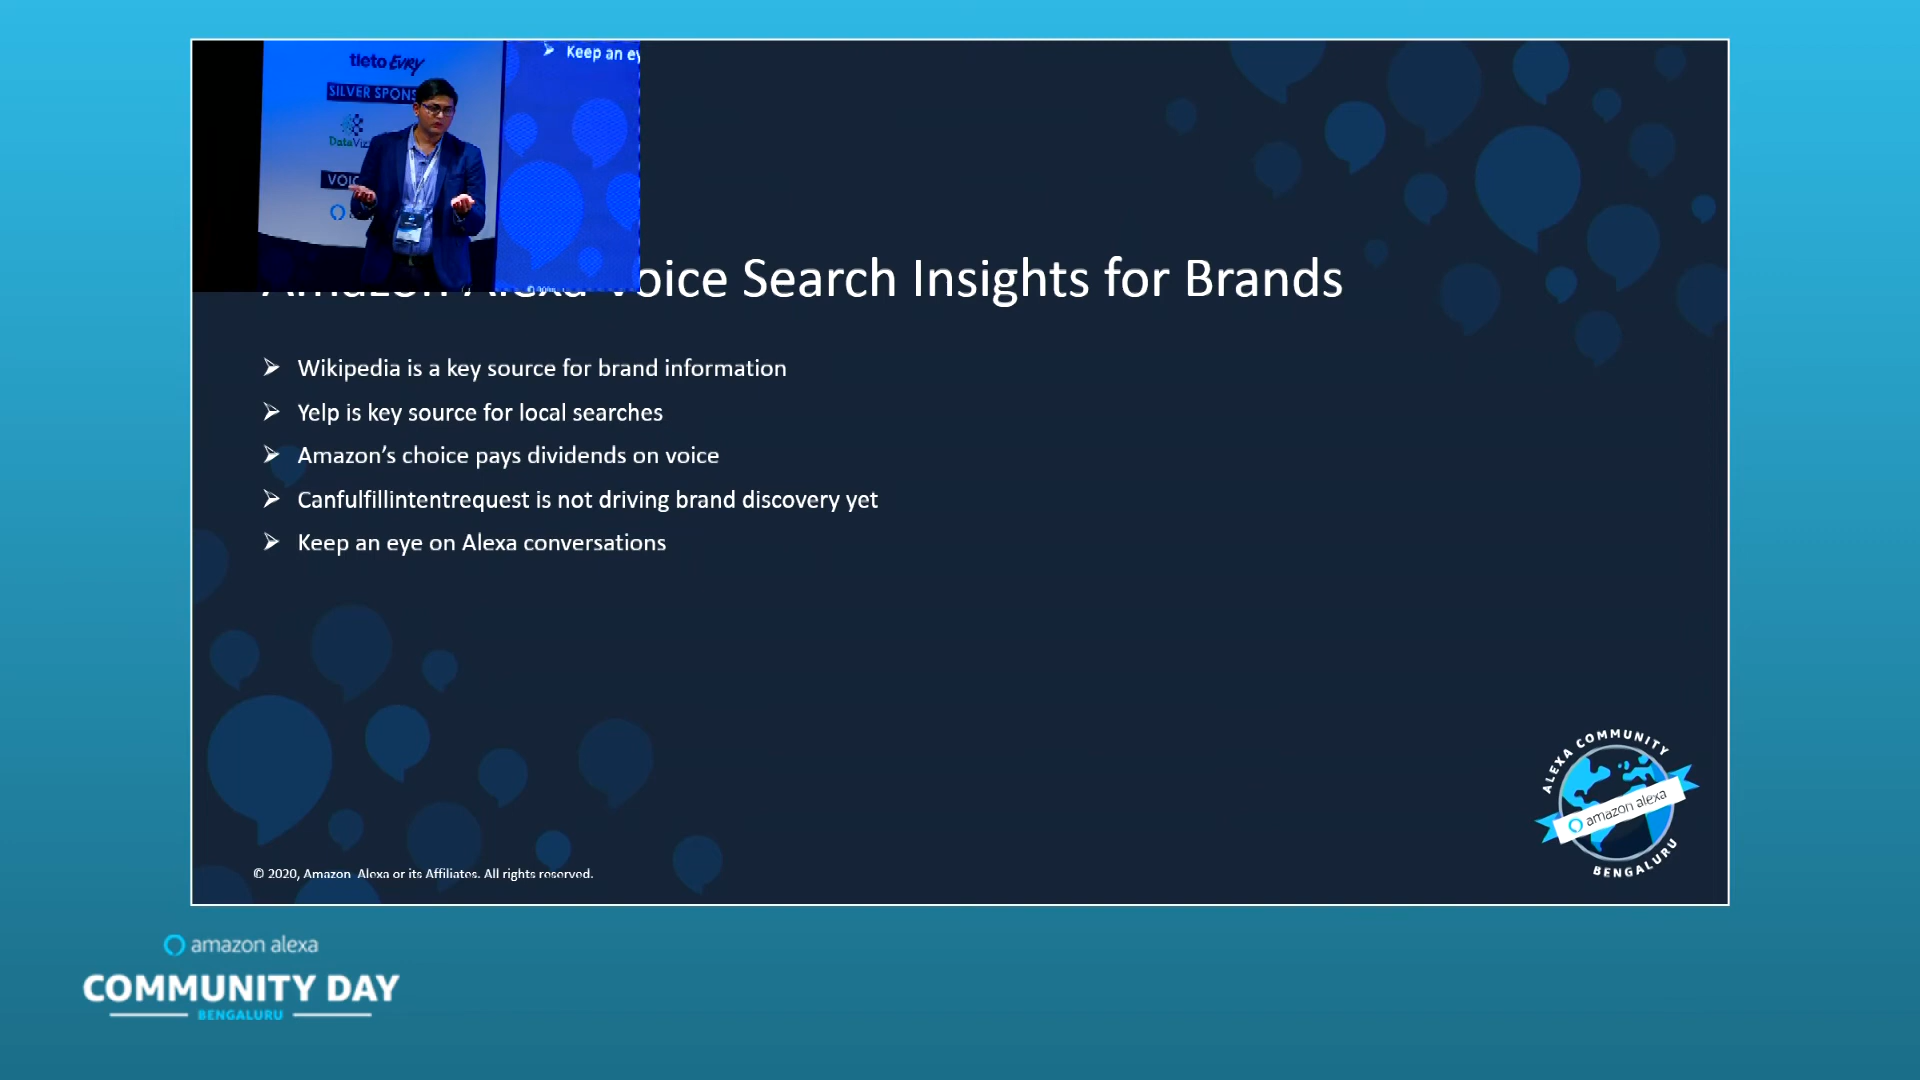 Keep an ey
tieto Evry
SILVER SPONS
DataViz
VOIC
Amazon Alexa Voice Search Insights for Brands
➢ Wikipedia is a key source for brand information
➢ Yelp is key source for local searches
➢ Amazon’s choice pays dividends on voice
➢ Canfulfillintentrequest is not driving brand discovery yet
➢ Keep an eye on Alexa conversations
ALEXA COMMUNITY
amazon alexa
BENGALURU
© 2020, Amazon Alexa or its Affiliates. All rights reserved.
amazon alexa
COMMUNITY DAY
BENGALURU